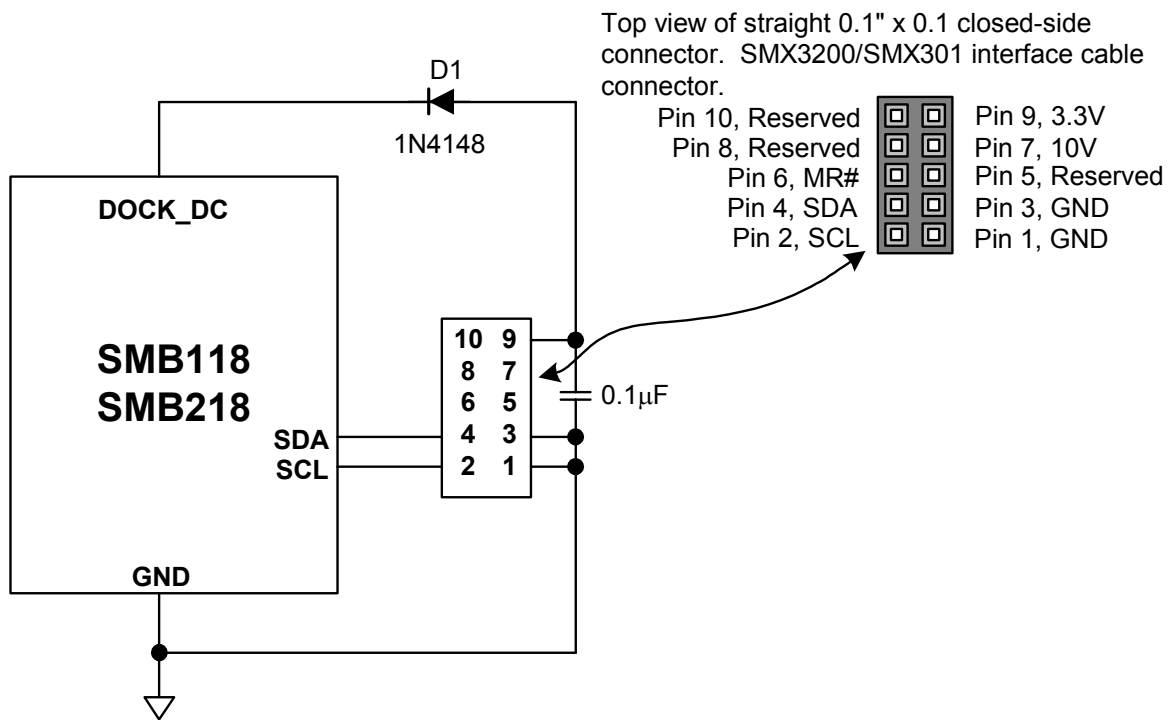 Top view of straight 0.1" x 0.1 closed-side
connector. SMX3200/SMX301 interface cable
connector.
Pin 10, Reserved
Pin 9, 3.3V
Pin 8, Reserved
Pin 7, 10V
Pin 6, MR#
Pin 5, Reserved
Pin 4, SDA
Pin 3, GND
Pin 2, SCL
Pin 1, GND
D1
1N4148
DOCK_DC
SMB118
SMB218
SDA
SCL
GND
10 9
8 7
6 5
4 3
2 1
0.1μF